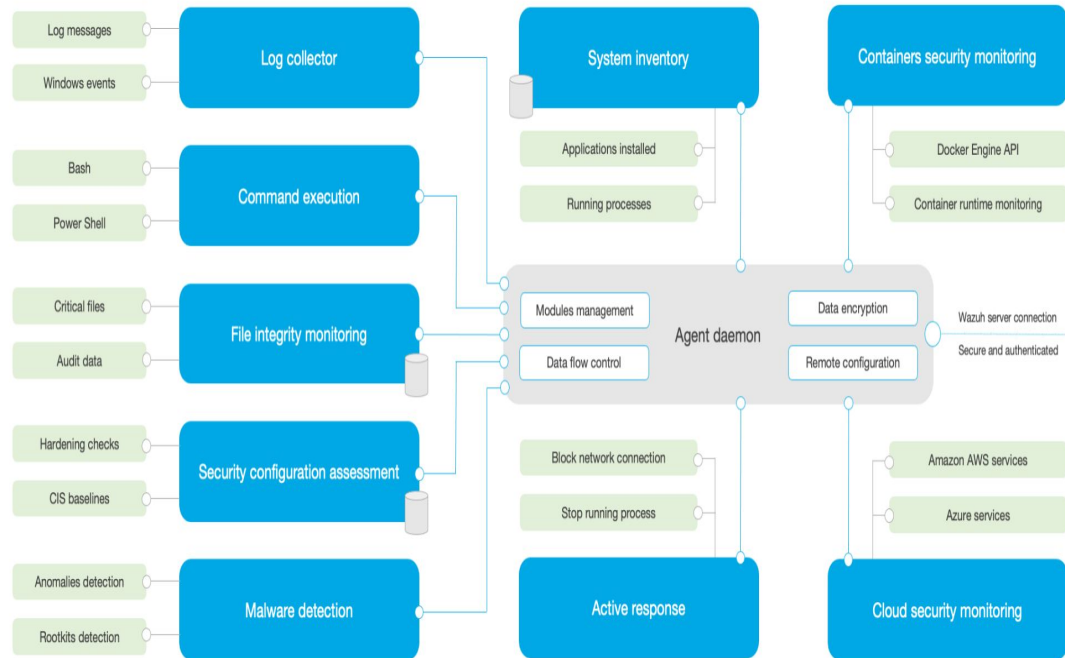 Log messages
Windows events
Log collector
Bash
Power Shell
Command execution
Critical files
Audit data
File integrity monitoring
Hardening checks
CIS baselines
Security configuration assessment
Anomalies detection
Rootkits detection
Malware detection
System inventory
Applications installed
Running processes
Containers security monitoring
Docker Engine API
Container runtime monitoring
Modules management
Data flow control
Agent daemon
Data encryption
Remote configuration
Wazuh server connection
Secure and authenticated
Block network connection
Stop running process
Active response
Amazon AWS services
Azure services
Cloud security monitoring